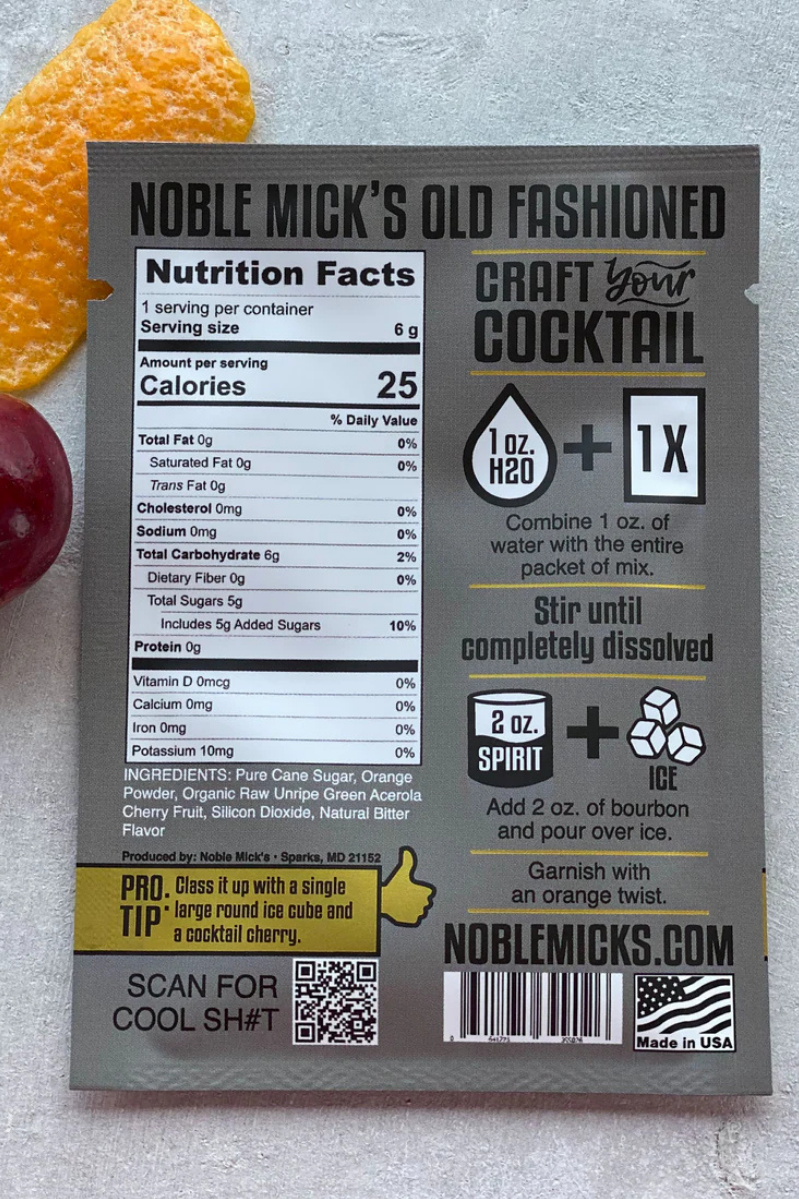 NOBLE MICK'S OLD FASHIONED
Nutrition Facts
1 serving per container
Serving size 6 g
Amount per serving
Calories 25
% Daily Value
Total Fat 0g 0%
Saturated Fat 0g 0%
Trans Fat 0g
Cholesterol 0mg 0%
Sodium 0mg 0%
Total Carbohydrate 6g 2%
Dietary Fiber 0g 0%
Total Sugars 5g
Includes 5g Added Sugars 10%
Protein 0g
Vitamin D 0mcg 0%
Calcium 0mg 0%
Iron 0mg 0%
Potassium 10mg 0%
INGREDIENTS: Pure Cane Sugar, Orange
Powder, Organic Raw Unripe Green Acerola
Cherry Fruit, Silicon Dioxide, Natural Bitter
Flavor
Produced by: Noble Mick's • Sparks, MD 21152
PRO. TIP: Class it up with a single
large round ice cube and
a cocktail cherry.
SCAN FOR
COOL SH#T
CRAFT your
COCKTAIL
1 oz.
H20
+
1X
Combine 1 oz. of
water with the entire
packet of mix.
Stir until
completely dissolved
2 oz.
SPIRIT
+
ICE
Add 2 oz. of bourbon
and pour over ice.
Garnish with
an orange twist.
NOBLEMICKS.COM
Made in USA